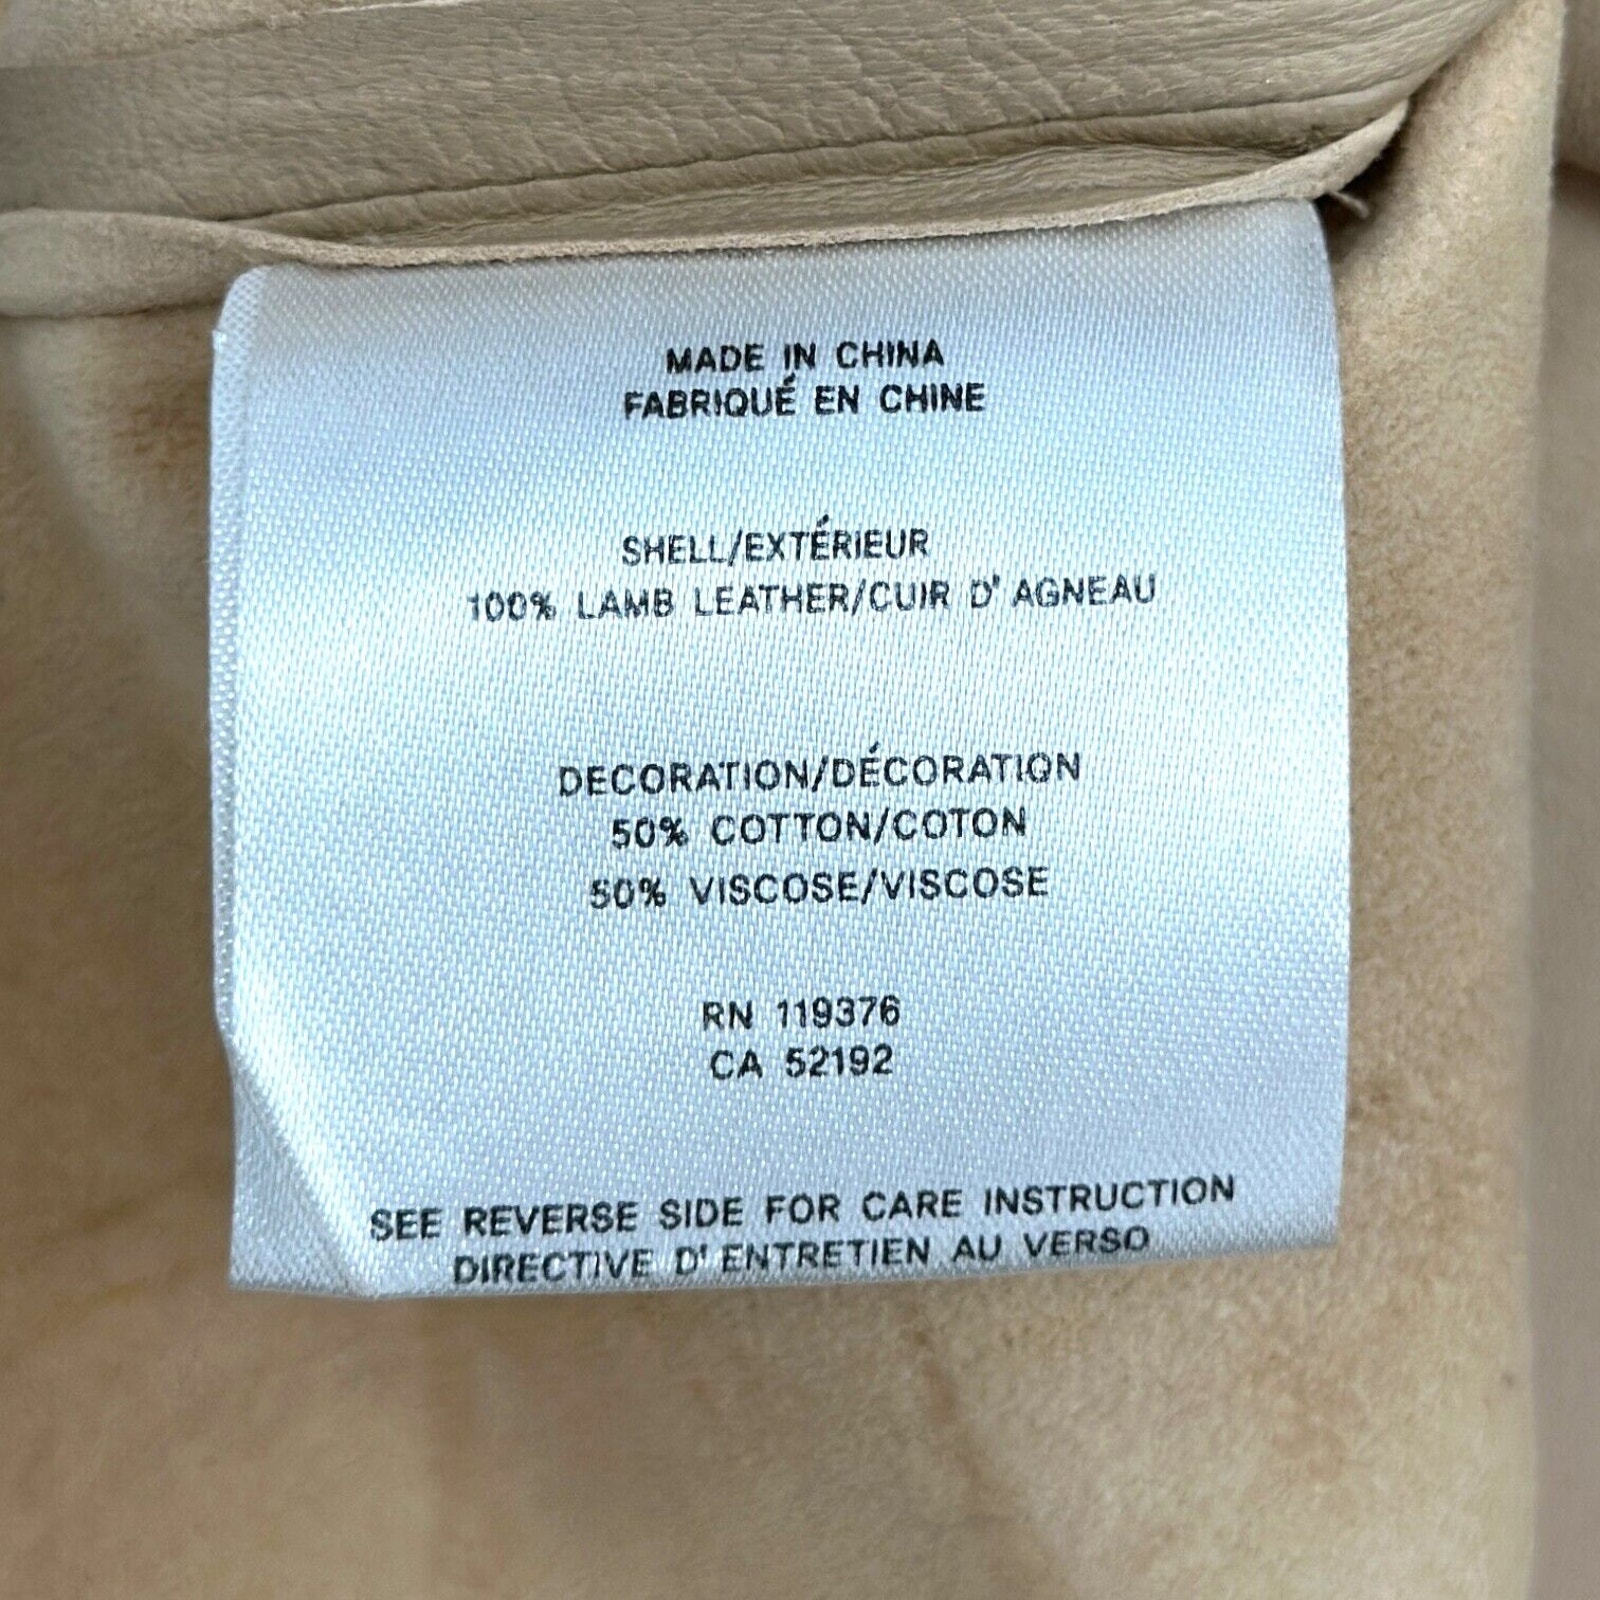 MADE IN CHINA
FABRIQUÉ EN CHINE
SHELL/EXTÉRIEUR
100% LAMB LEATHER/CUIR D' AGNEAU
DECORATION/DÉCORATION
50% COTTON/COTON
50% VISCOSE/VISCOSE
RN 119376
CA 52192
SEE REVERSE SIDE FOR CARE INSTRUCTION
DIRECTIVE D' ENTRETIEN AU VERSO